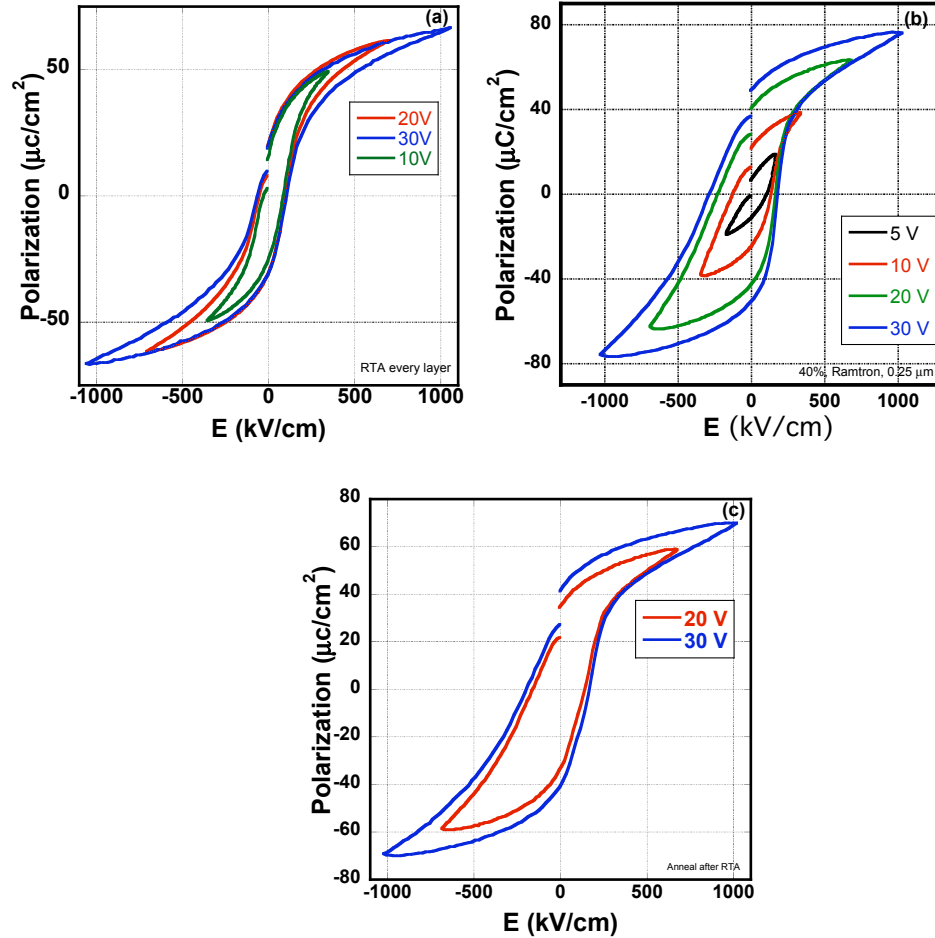 (a)
50
0
-50
Polarization (μc/cm²)
20V
30V
10V
RTA every layer
-1000 -500 0 500 1000
E (kV/cm)
(b)
80
40
0
-40
-80
Polarization (μC/cm²)
5 V
10 V
20 V
30 V
40%, Ramtron, 0.25 μm
-1000 -500 0 500 1000
E (kV/cm)
(c)
80
60
40
20
0
-20
-40
-60
-80
Polarization (μc/cm²)
20 V
30 V
Anneal after RTA
-1000 -500 0 500 1000
E (kV/cm)